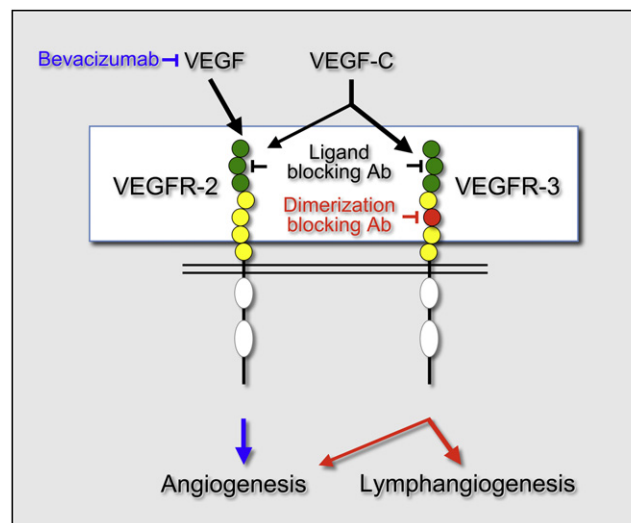 Bevacizumab
VEGF
VEGF-C
VEGFR-2
Ligand
blocking Ab
VEGFR-3
Dimerization
blocking Ab
Angiogenesis
Lymphangiogenesis